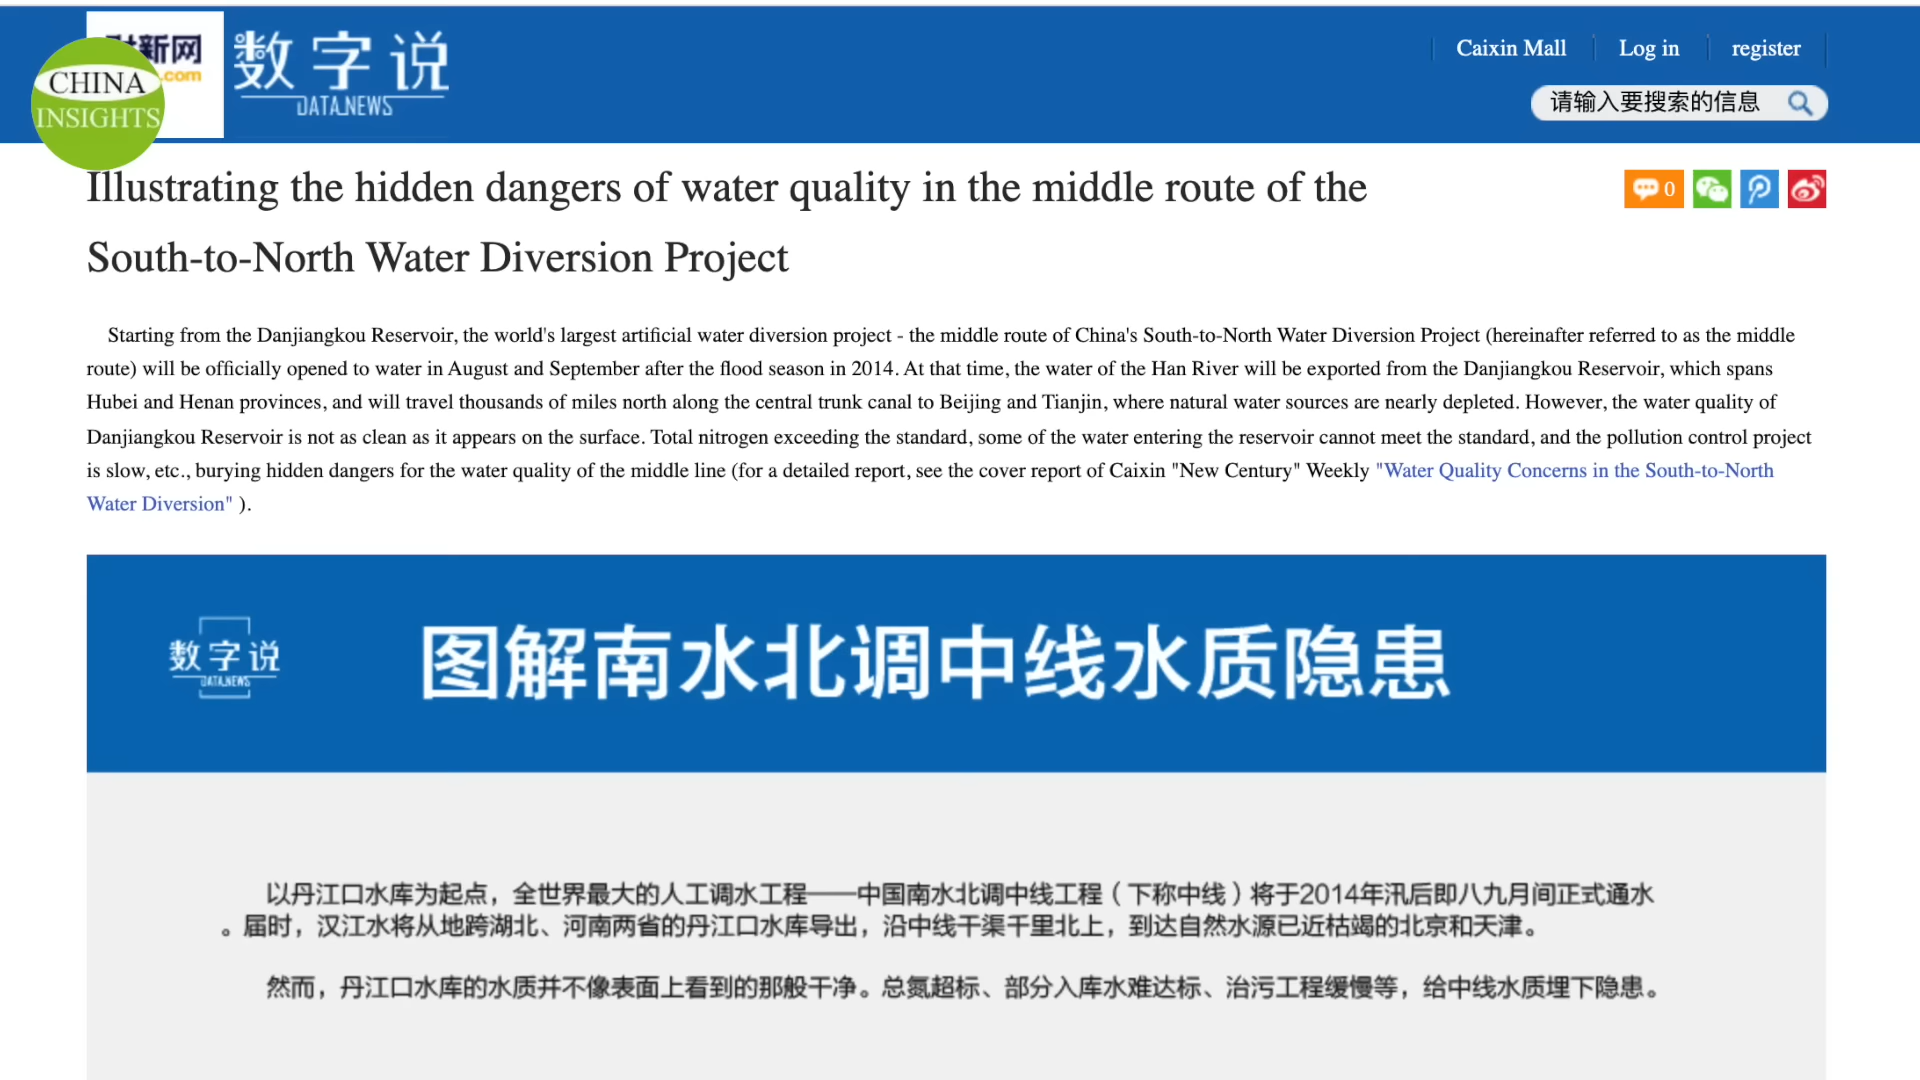 新网
.com
CHINA
INSIGHTS
数字说
DATA.NEWS
Caixin Mall
Log in
register
请输入要搜索的信息
Illustrating the hidden dangers of water quality in the middle route of the
South-to-North Water Diversion Project
0
Starting from the Danjiangkou Reservoir, the world's largest artificial water diversion project - the middle route of China's South-to-North Water Diversion Project (hereinafter referred to as the middle
route) will be officially opened to water in August and September after the flood season in 2014. At that time, the water of the Han River will be exported from the Danjiangkou Reservoir, which spans
Hubei and Henan provinces, and will travel thousands of miles north along the central trunk canal to Beijing and Tianjin, where natural water sources are nearly depleted. However, the water quality of
Danjiangkou Reservoir is not as clean as it appears on the surface. Total nitrogen exceeding the standard, some of the water entering the reservoir cannot meet the standard, and the pollution control project
is slow, etc., burying hidden dangers for the water quality of the middle line (for a detailed report, see the cover report of Caixin "New Century" Weekly "Water Quality Concerns in the South-to-North
Water Diversion" ).
数字说
DATA.NEWS
图解南水北调中线水质隐患
以丹江口水库为起点，全世界最大的人工调水工程——中国南水北调中线工程（下称中线）将于2014年汛后即八九月间正式通水
。届时，汉江水将从地跨湖北、河南两省的丹江口水库导出，沿中线干渠千里北上，到达自然水源已近枯竭的北京和天津。
然而，丹江口水库的水质并不像表面上看到的那般干净。总氮超标、部分入库水难达标、治污工程缓慢等，给中线水质埋下隐患。